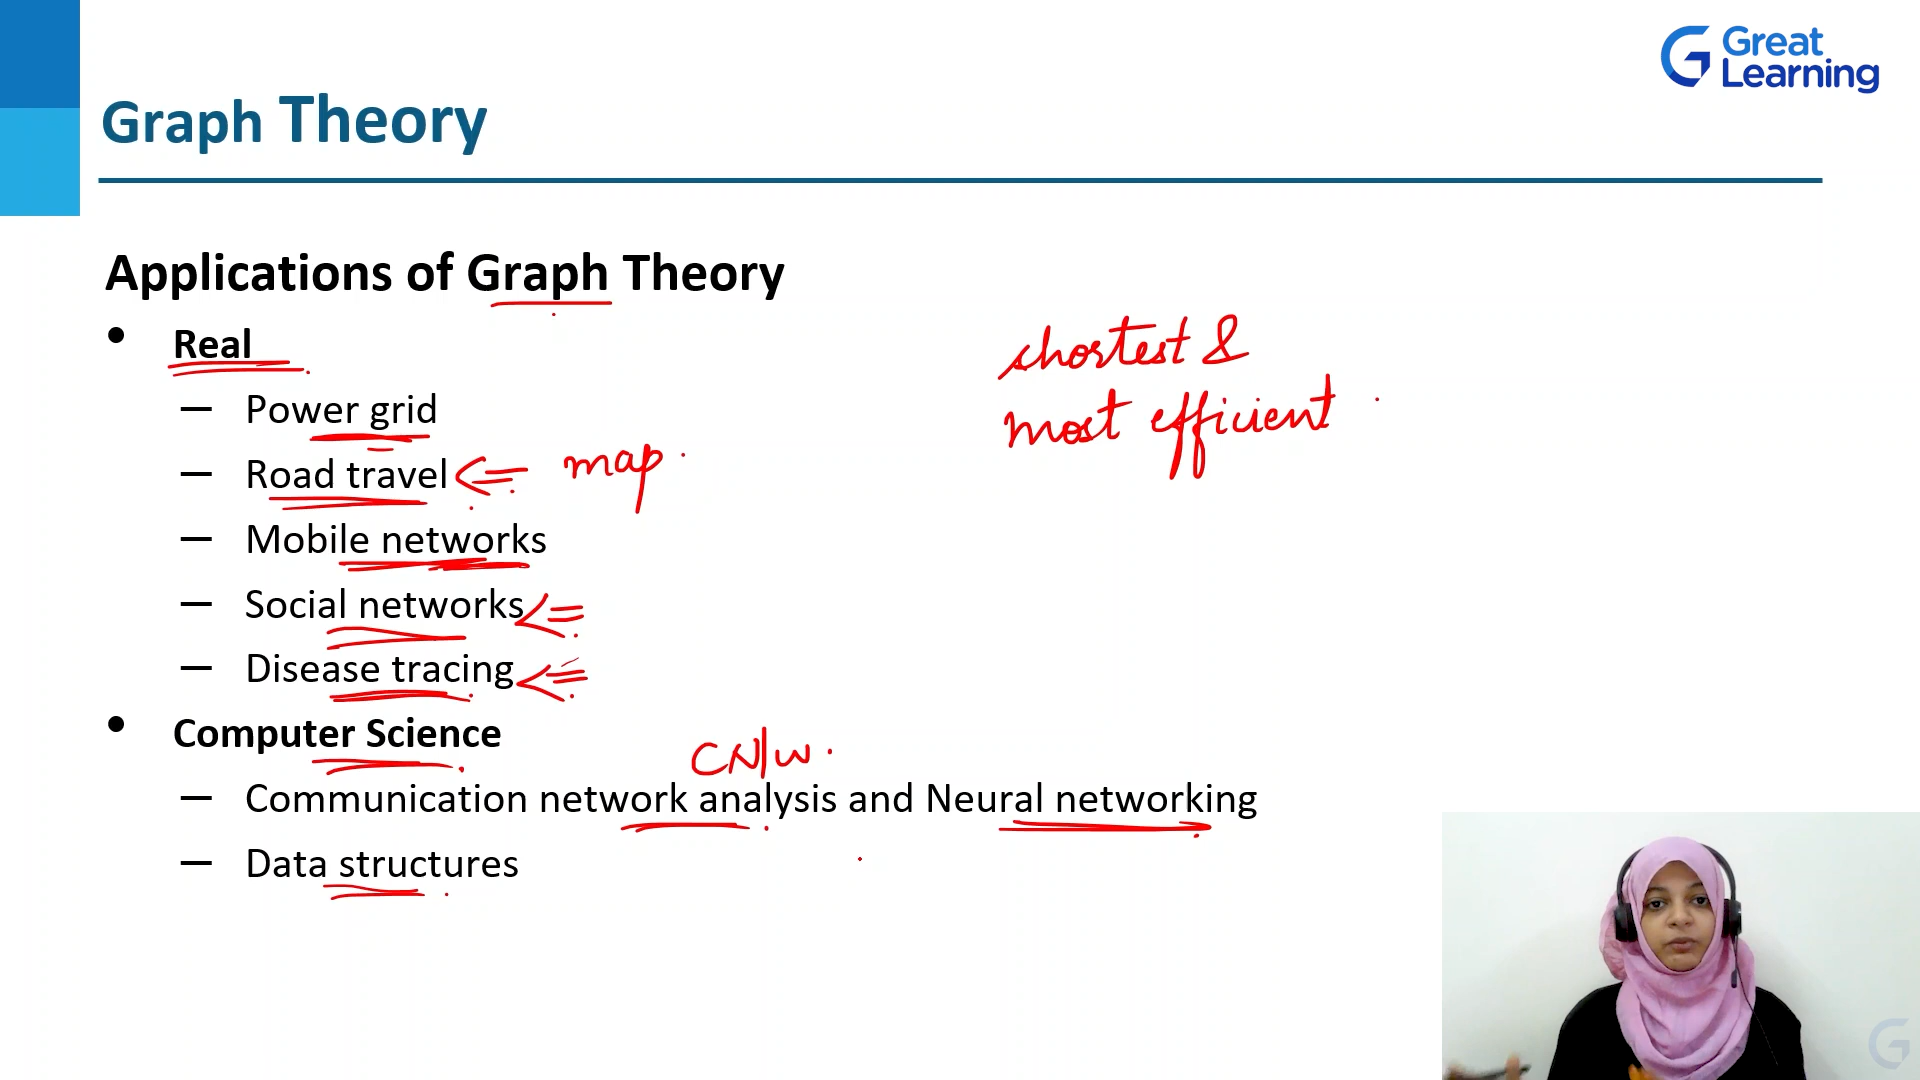 Great
Learning
Graph Theory
Applications of Graph Theory
• Real
shortest &
— Power grid
most efficient
— Road travel <= map
— Mobile networks
— Social networks <=
— Disease tracing <=
• Computer Science
CN/w
— Communication network analysis and Neural networking
— Data structures